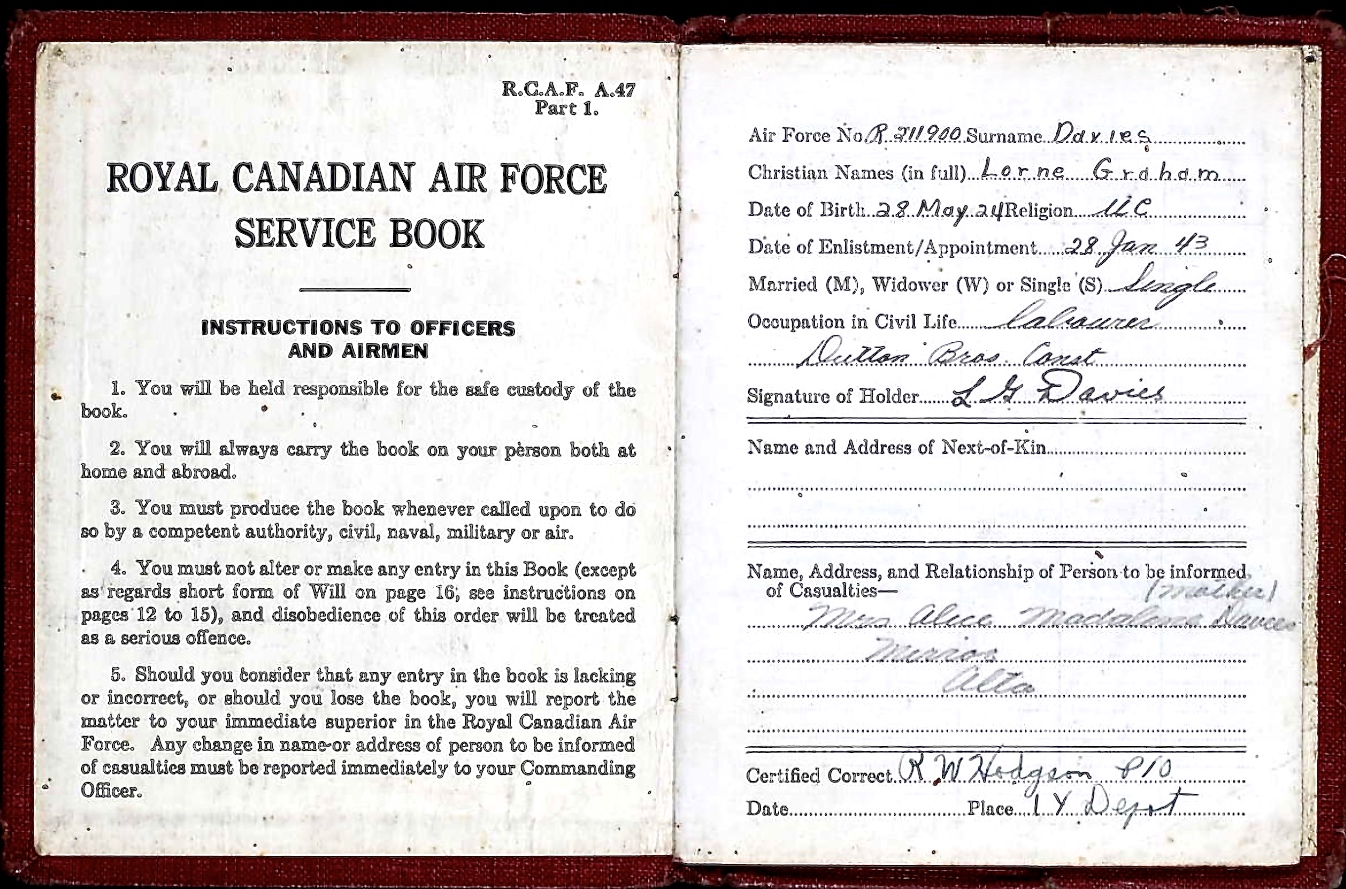 R.C.A.F. A.47
Part 1.
ROYAL CANADIAN AIR FORCE
SERVICE BOOK
INSTRUCTIONS TO OFFICERS
AND AIRMEN
1. You will be held responsible for the safe custody of the
book.
2. You will always carry the book on your person both at
home and abroad.
3. You must produce the book whenever called upon to do
so by a competent authority, civil, naval, military or air.
4. You must not alter or make any entry in this Book (except
as regards short form of Will on page 16; see instructions on
pages 12 to 15), and disobedience of this order will be treated
as a serious offence.
5. Should you consider that any entry in the book is lacking
or incorrect, or should you lose the book, you will report the
matter to your immediate superior in the Royal Canadian Air
Force. Any change in name or address of person to be informed
of casualties must be reported immediately to your Commanding
Officer.
Air Force No. R 211900 Surname Davies
Christian Names (in full) Lorne Graham
Date of Birth 28 May 24 Religion UC
Date of Enlistment/Appointment 28 Jan 43
Married (M), Widower (W) or Single (S) Single
Occupation in Civil Life labourer
Dutton Bros. Const
Signature of Holder L G Davies
Name and Address of Next-of-Kin
Name, Address, and Relationship of Person to be informed
of Casualties— (mother)
Mrs Alice Madalena Davies
Mirror
Alta
Certified Correct R W Hodgson P/O
Date Place 1 Y Depot